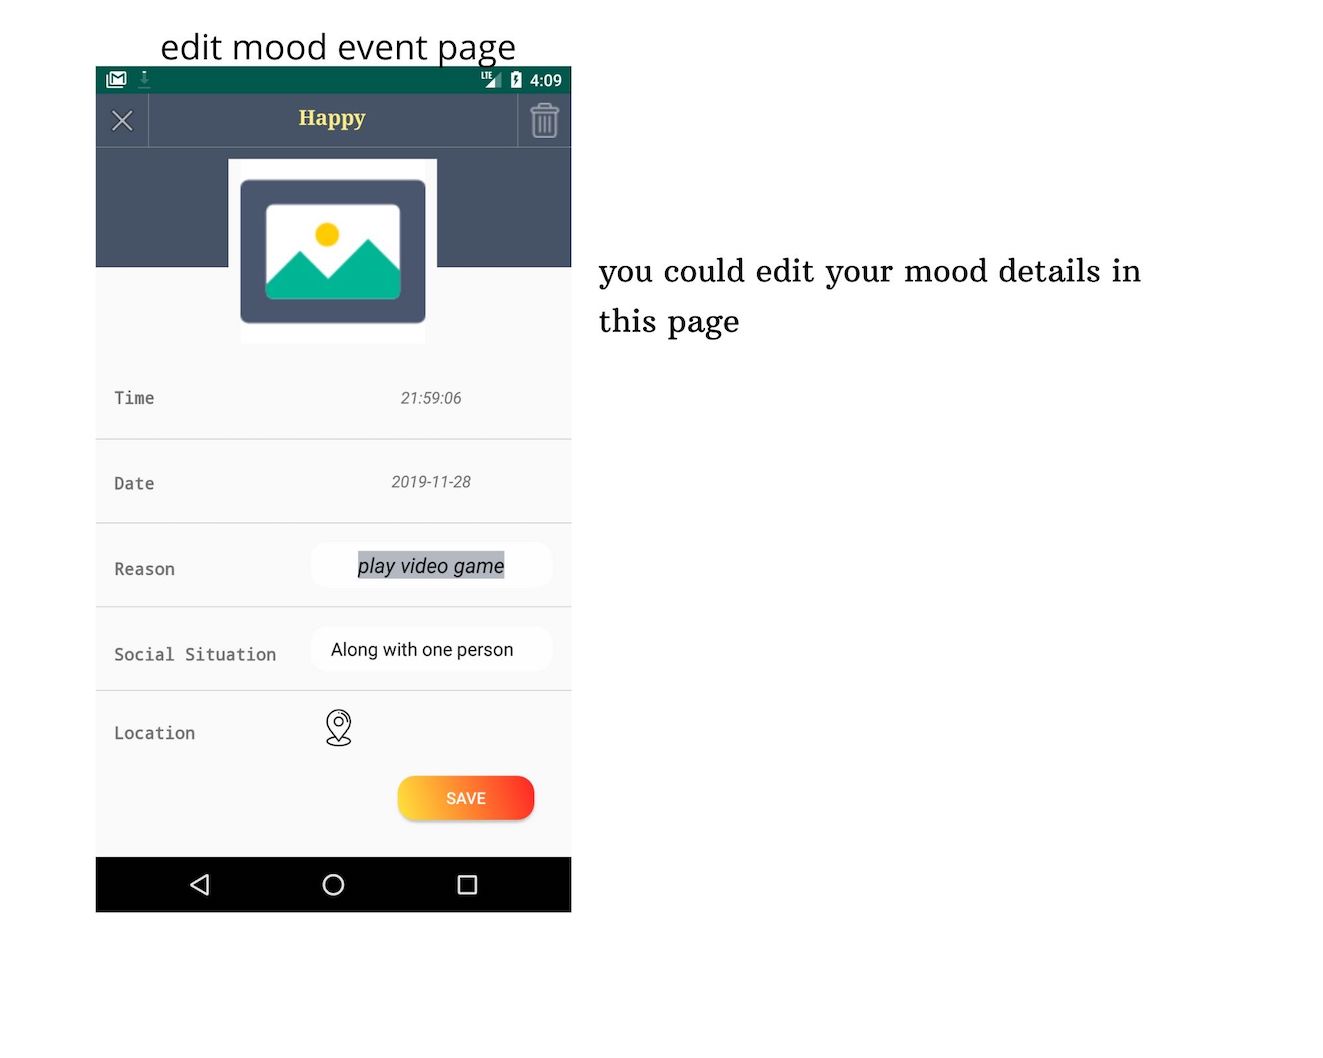 edit mood event page
LTE 4:09
Happy
you could edit your mood details in
this page
Time 21:59:06
Date 2019-11-28
Reason play video game
Social Situation Along with one person
Location
SAVE